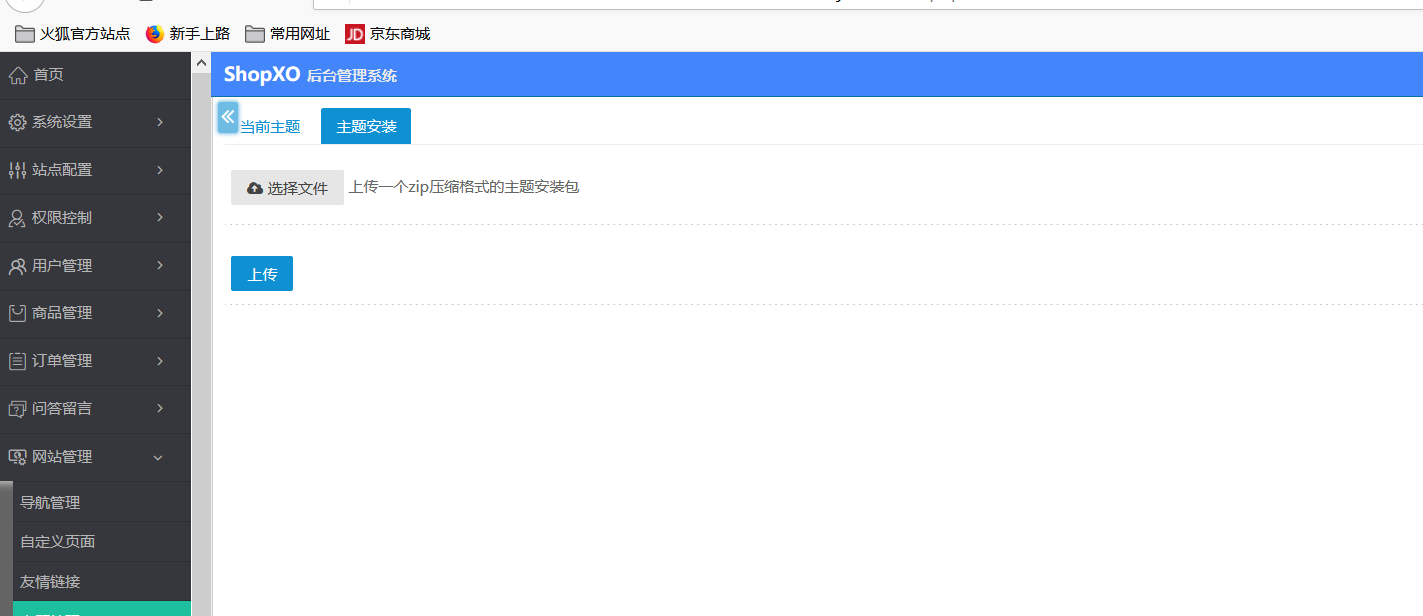 火狐官方站点 新手上路 常用网址 JD 京东商城
首页
系统设置
站点配置
权限控制
用户管理
商品管理
订单管理
问答留言
网站管理
导航管理
自定义页面
友情链接
ShopXO 后台管理系统
当前主题 主题安装
选择文件 上传一个zip压缩格式的主题安装包
上传